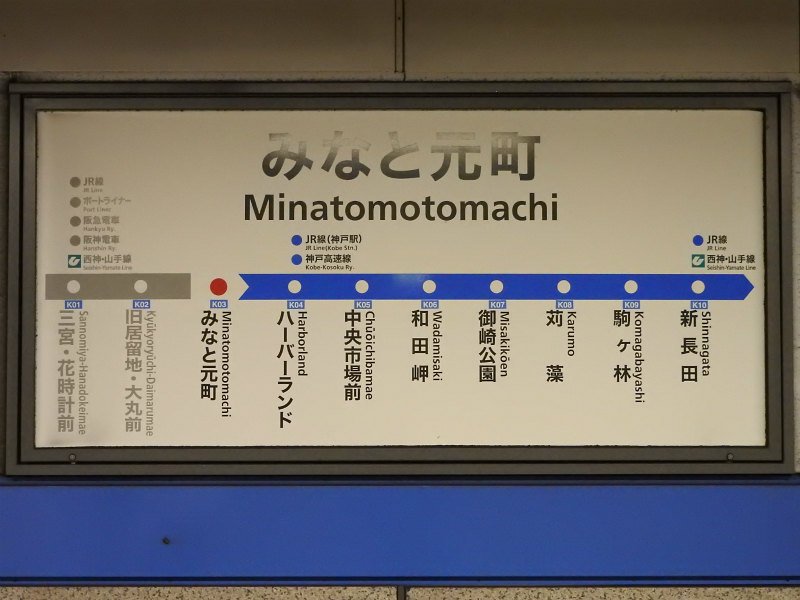 みなと元町
Minatomotomachi
JR線
JR Line
ポートライナー
Port Liner
阪急電車
Hankyu Ry.
阪神電車
Hanshin Ry.
西神・山手線
Seishin-Yamate Line
JR線(神戸駅)
JR Line(Kobe Stn.)
神戸高速線
Kobe-Kosoku Ry.
JR線
JR Line
西神・山手線
Seishin-Yamate Line
K01
三宮・花時計前
Sannomiya-Hanadokeimae
K02
旧居留地・大丸前
Kyūkyoryūchi-Daimarumae
K03
みなと元町
Minatomotomachi
K04
ハーバーランド
Harborland
K05
中央市場前
Chūōichibamae
K06
和田岬
Wadamisaki
K07
御崎公園
Misakikōen
K08
苅藻
Karumo
K09
駒ヶ林
Komagabayashi
K10
新長田
Shinnagata